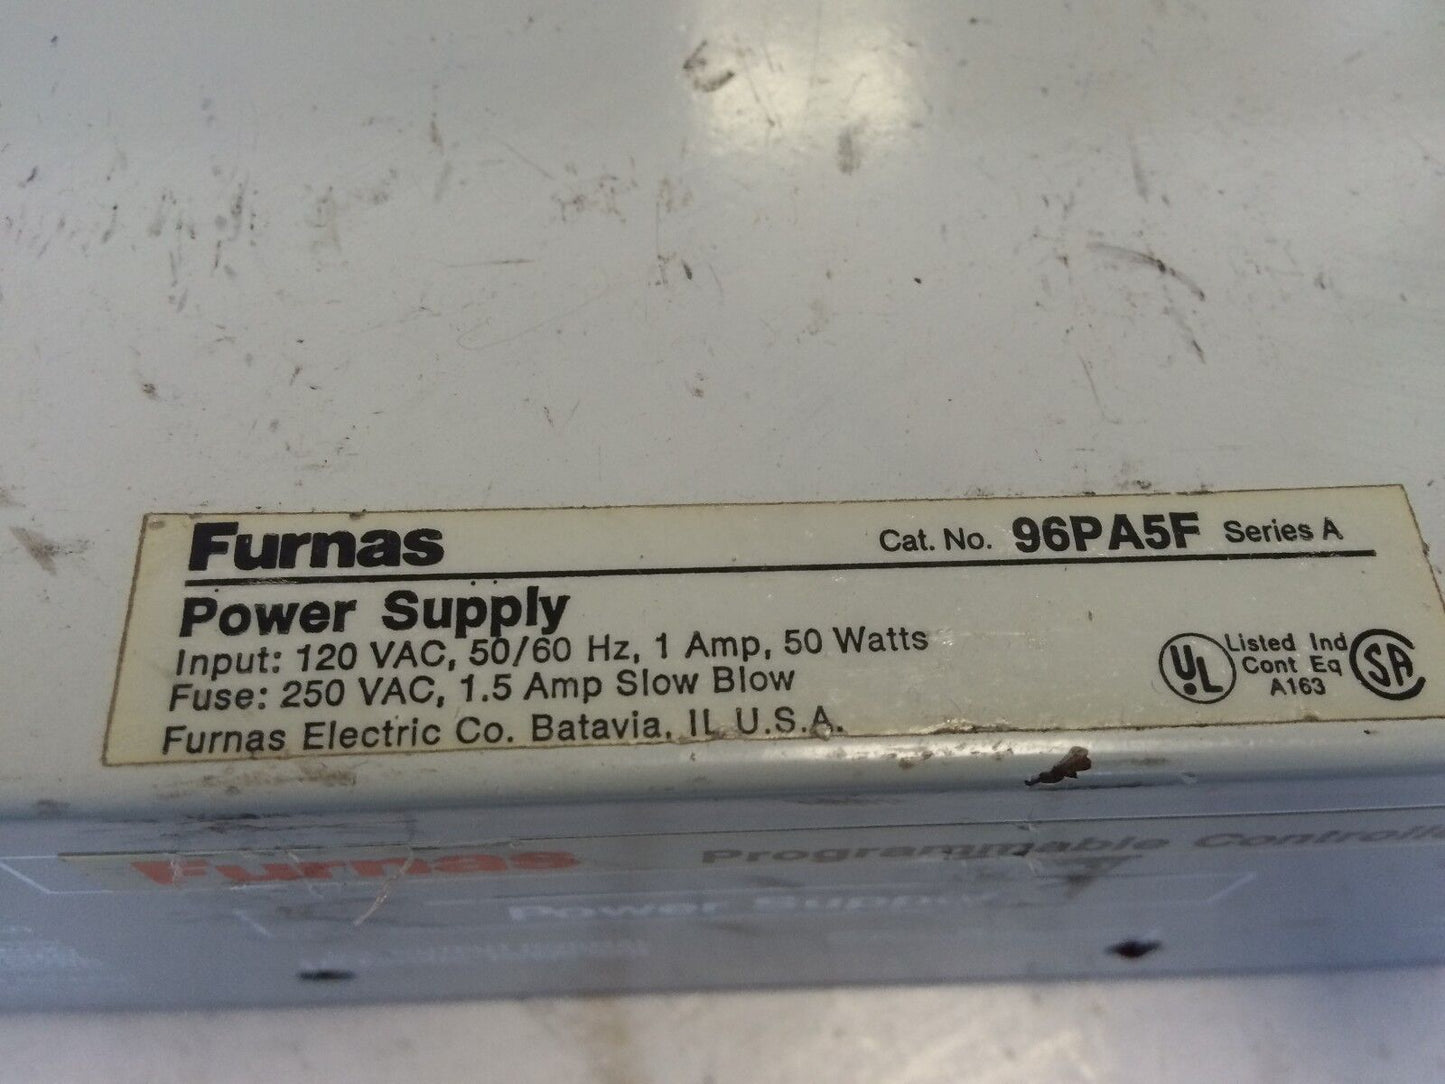 Furnas Cat. No. 96PA5F Series A
Power Supply
Input: 120 VAC, 50/60 Hz, 1 Amp, 50 Watts
Fuse: 250 VAC, 1.5 Amp Slow Blow
Furnas Electric Co. Batavia, IL U.S.A.
UL Listed Ind
Cont Eq
A163
SA
Furnas Programmable
Power Supply